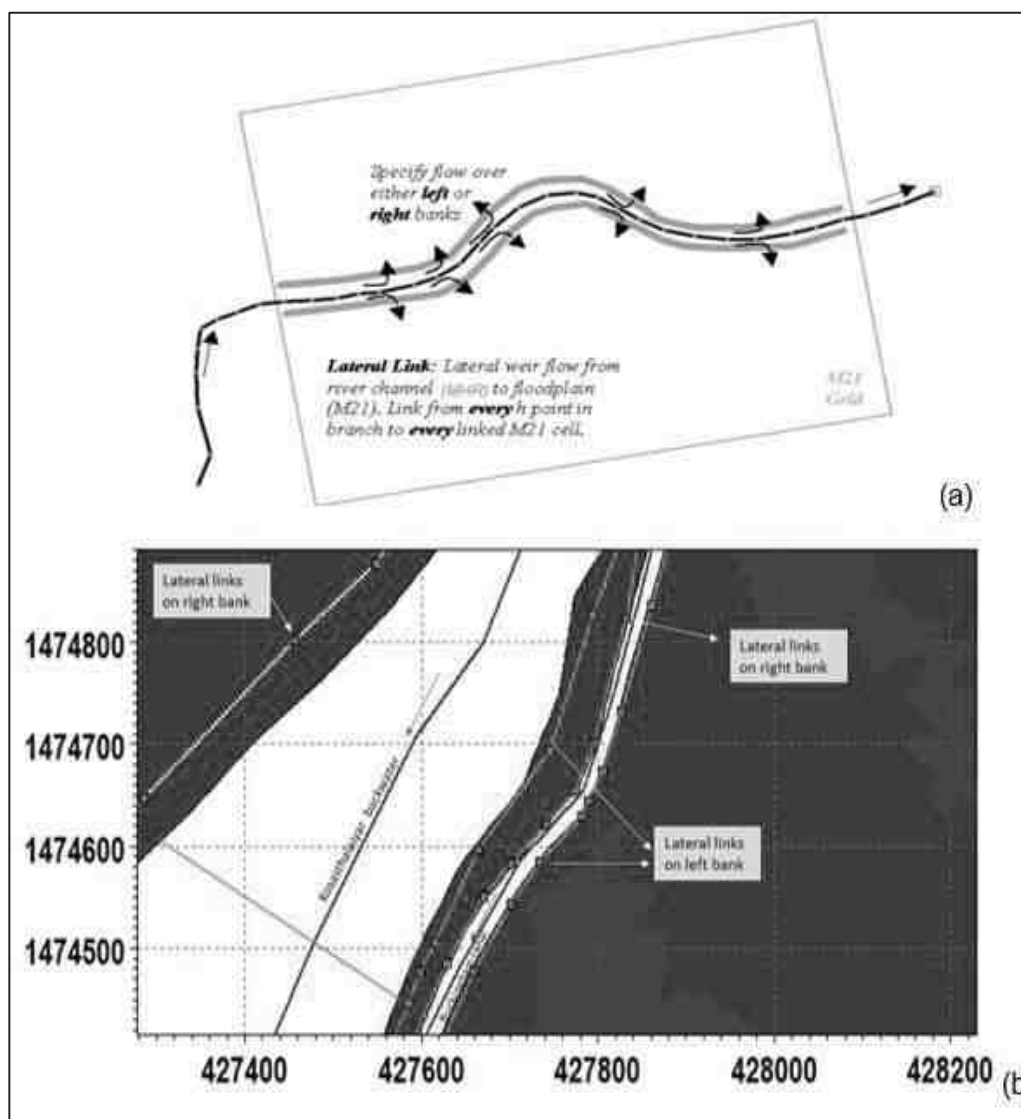 Specify flow over
either left or
right banks
Lateral Link: Lateral weir flow from
river channel to floodplain
(M21). Link from every h point in
branch to every linked M21 cell.
M21
Grid
(a)
Lateral links
on right bank
Lateral links
on right bank
Lateral links
on left bank
backwater
1474800
1474700
1474600
1474500
427400 427600 427800 428000 428200
(b